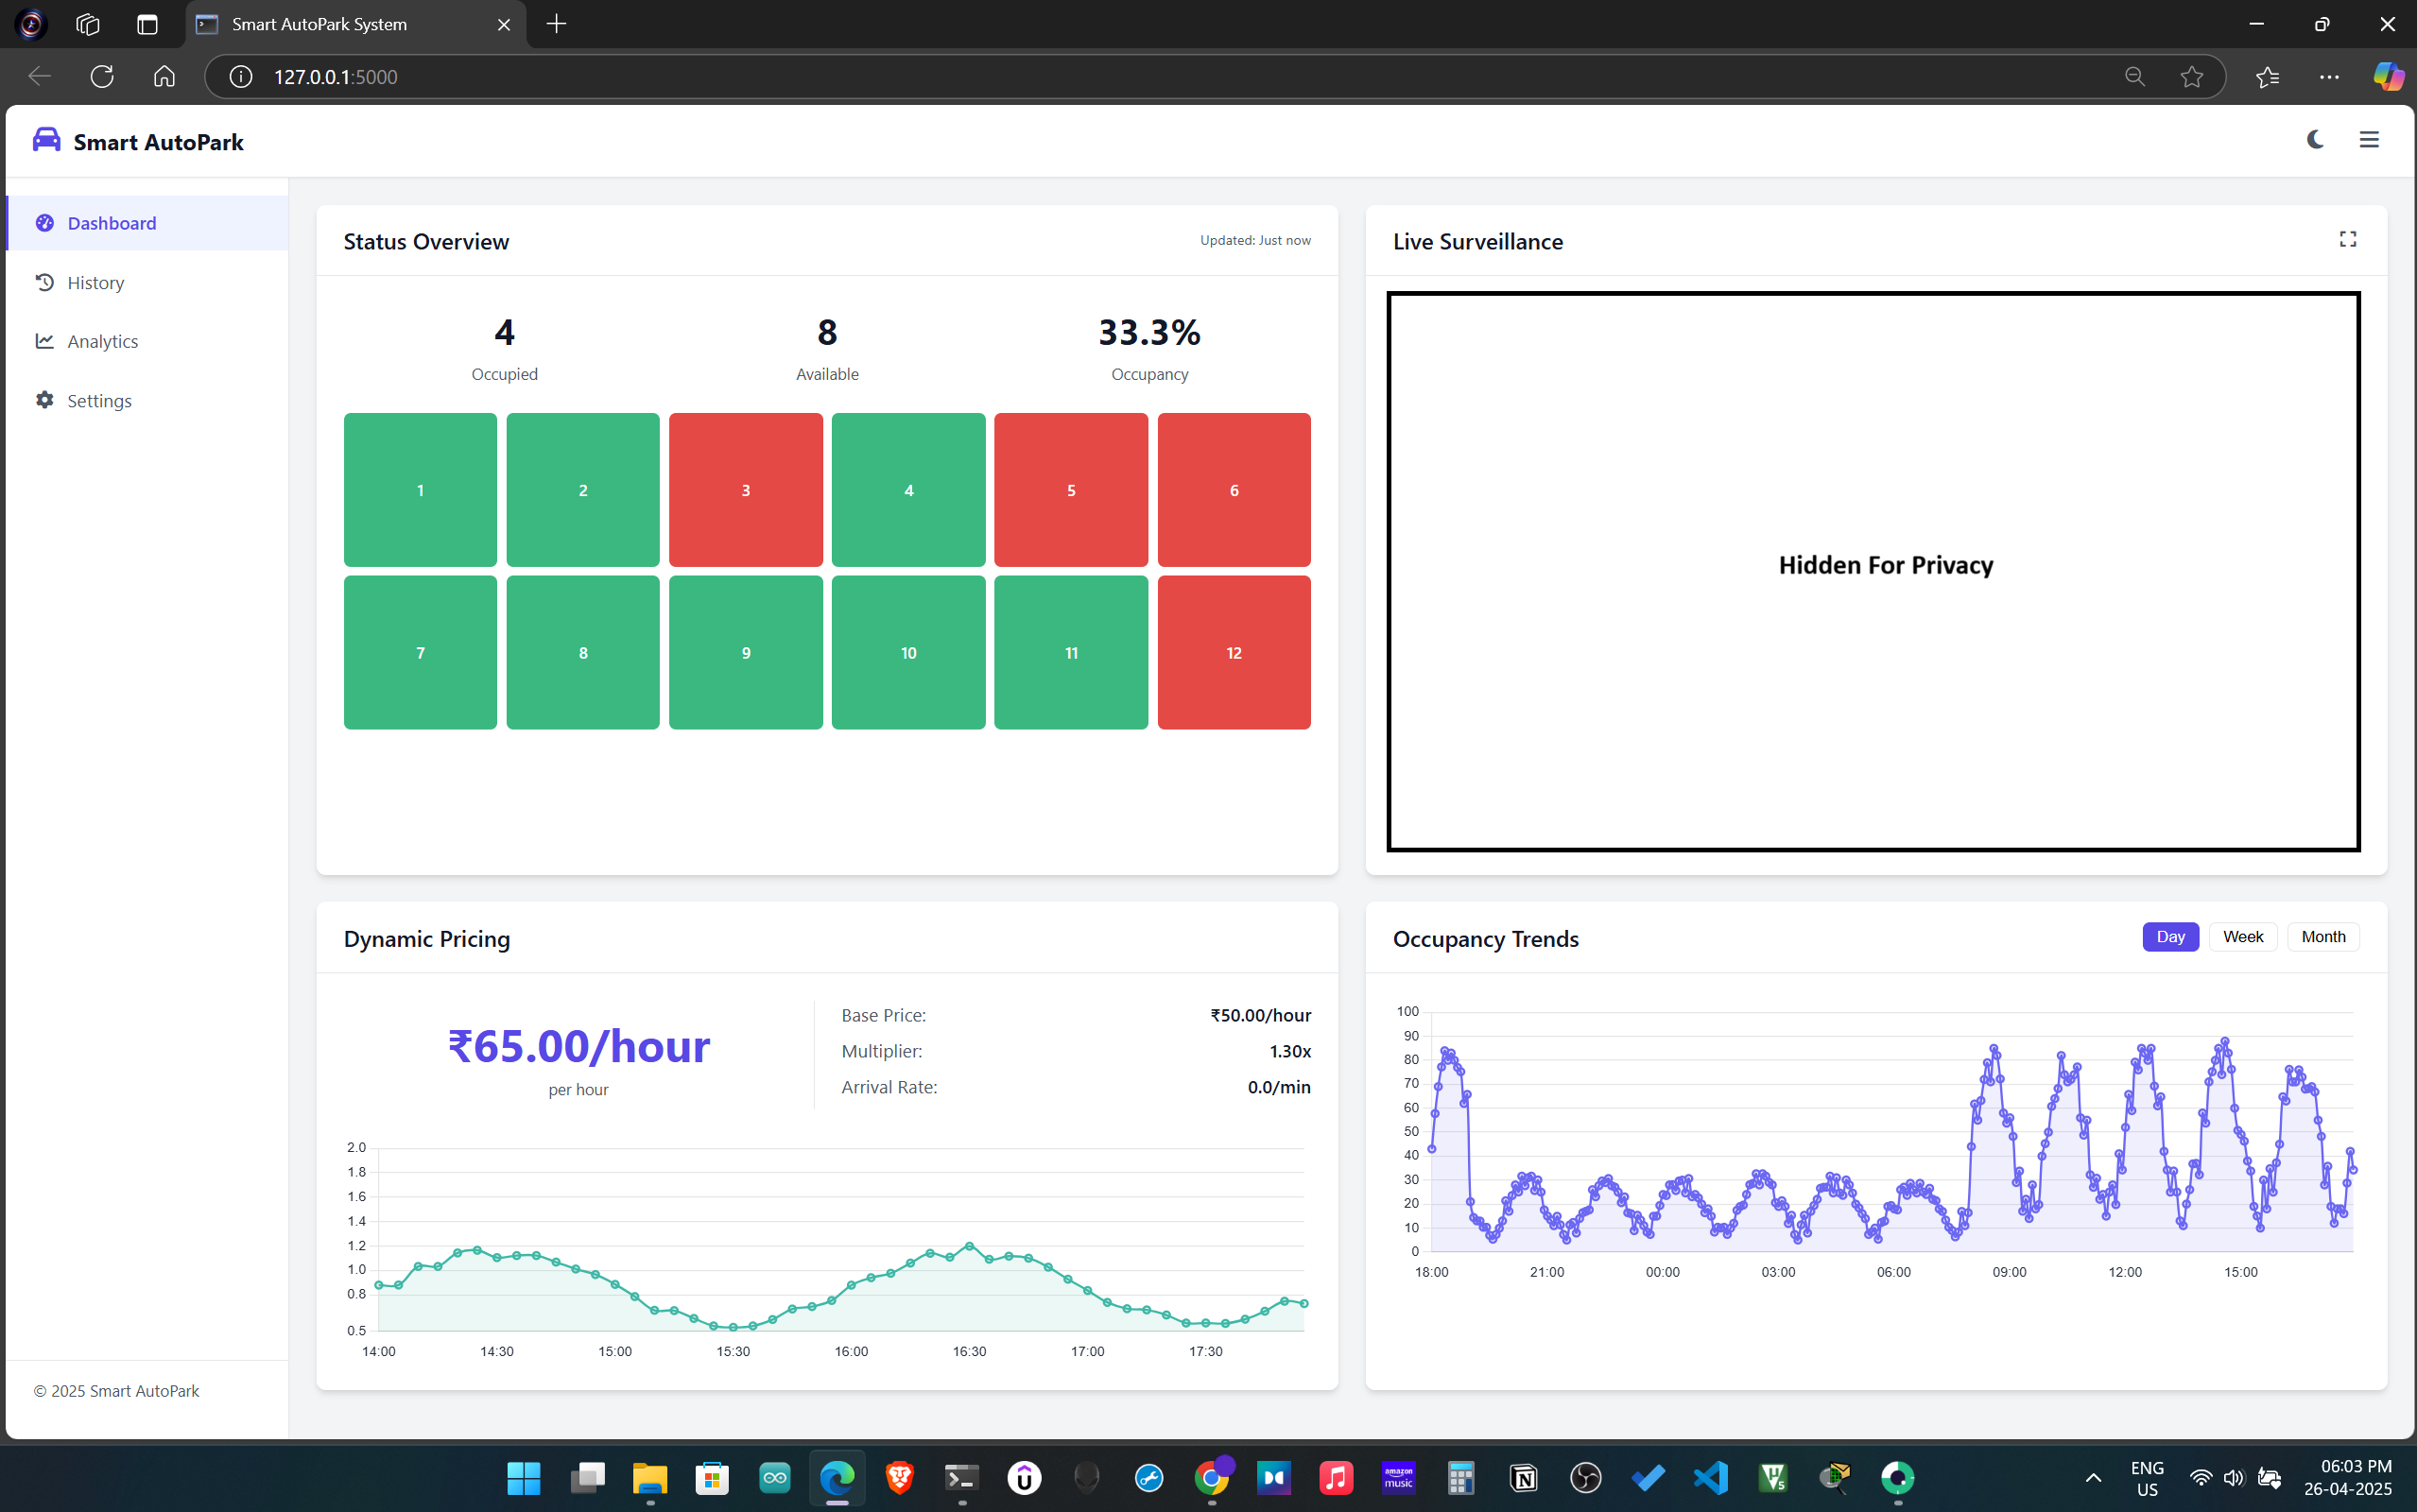 Smart AutoPark System
127.0.0.1:5000
Smart AutoPark
Dashboard
History
Analytics
Settings
© 2025 Smart AutoPark
Status Overview
Updated: Just now
4
8
33.3%
Occupied
Available
Occupancy
1
2
3
4
5
6
7
8
9
10
11
12
Live Surveillance
Hidden For Privacy
Dynamic Pricing
₹65.00/hour
per hour
Base Price:
₹50.00/hour
Multiplier:
1.30x
Arrival Rate:
0.0/min
2.0
1.8
1.6
1.4
1.2
1.0
0.8
0.5
14:00
14:30
15:00
15:30
16:00
16:30
17:00
17:30
Occupancy Trends
Day
Week
Month
100
90
80
70
60
50
40
30
20
10
0
18:00
21:00
00:00
03:00
06:00
09:00
12:00
15:00
amazon
music
ENG
US
06:03 PM
26-04-2025